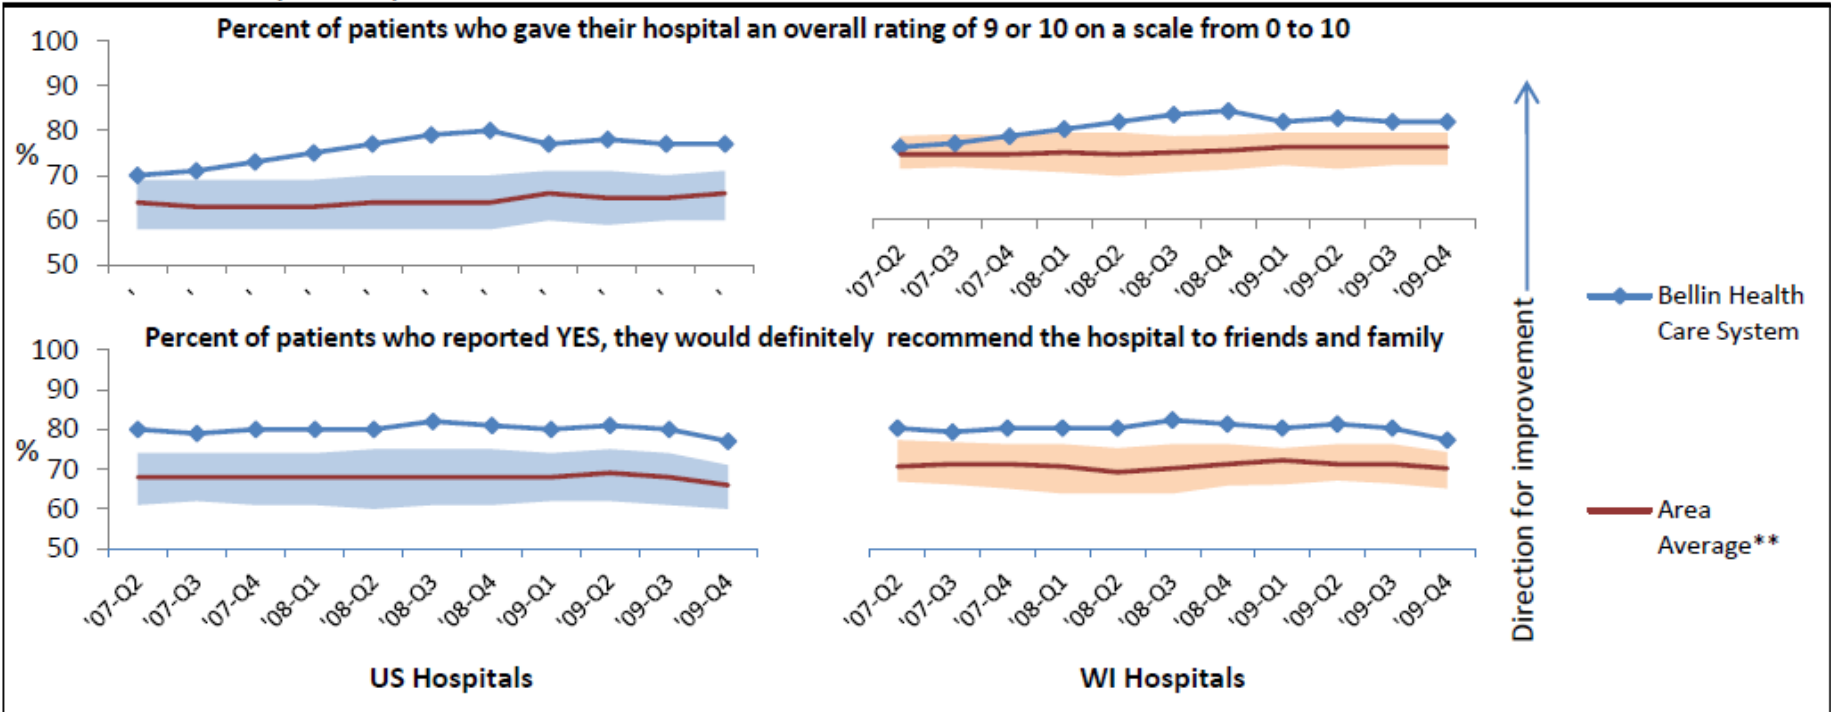 Percent of patients who gave their hospital an overall rating of 9 or 10 on a scale from 0 to 10
100
90
80
%
70
60
50
' ' ' ' ' ' ' ' ' ' '
'07-Q2 '07-Q3 '07-Q4 '08-Q1 '08-Q2 '08-Q3 '08-Q4 '09-Q1 '09-Q2 '09-Q3 '09-Q4
Percent of patients who reported YES, they would definitely recommend the hospital to friends and family
100
90
80
%
70
60
50
'07-Q2 '07-Q3 '07-Q4 '08-Q1 '08-Q2 '08-Q3 '08-Q4 '09-Q1 '09-Q2 '09-Q3 '09-Q4
'07-Q2 '07-Q3 '07-Q4 '08-Q1 '08-Q2 '08-Q3 '08-Q4 '09-Q1 '09-Q2 '09-Q3 '09-Q4
US Hospitals
WI Hospitals
Direction for improvement
Bellin Health
Care System
Area
Average**